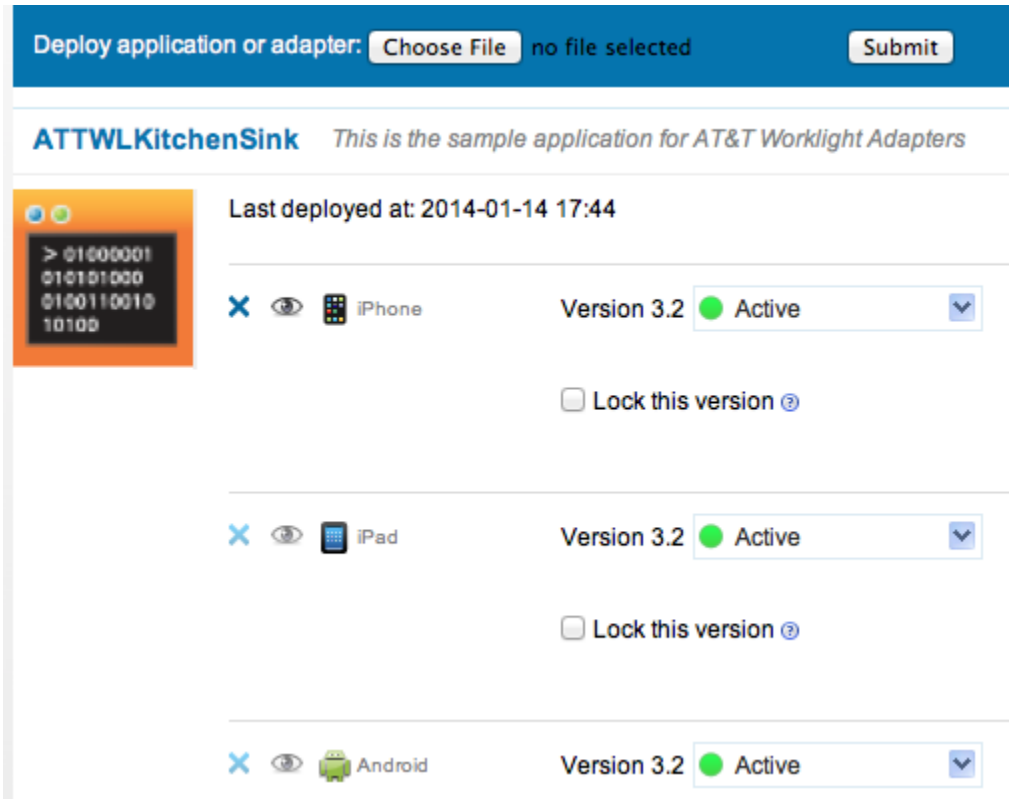 Deploy application or adapter: Choose File no file selected Submit
ATTWLKitchenSink This is the sample application for AT&T Worklight Adapters
Last deployed at: 2014-01-14 17:44
> 01000001
010101000
0100110010
10100
iPhone Version 3.2 Active
Lock this version ?
iPad Version 3.2 Active
Lock this version ?
Android Version 3.2 Active